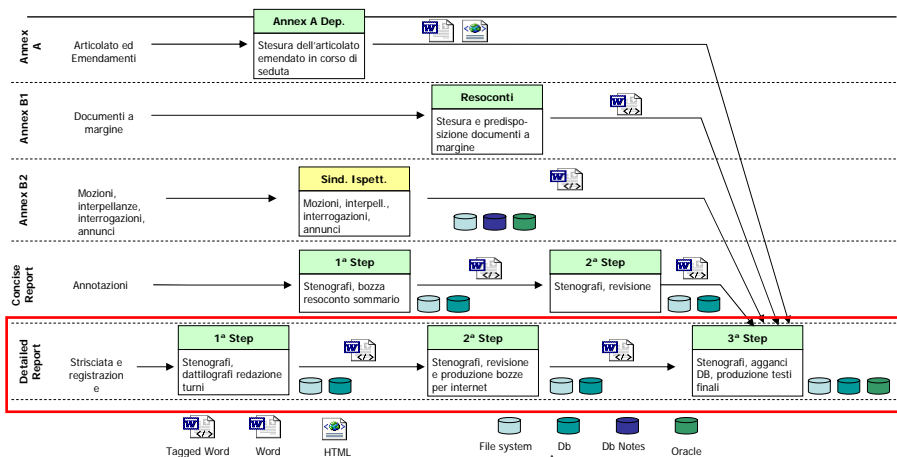 Annex
A
Articolato ed
Emendamenti
Annex A Dep.
Stesura dell'articolato
emendato in corso di
seduta
Annex B1
Documenti a
margine
Resoconti
Stesura e predispo-
sizione documenti a
margine
Annex B2
Mozioni,
interpellanze,
interrogazioni,
annunci
Sind. Ispett.
Mozioni, interpell.,
interrogazioni,
annunci
Concise
Report
Annotazioni
1ª Step
Stenografi, bozza
resoconto sommario
2ª Step
Stenografi, revisione
Detailed
Report
Strisciata e
registrazion
e
1ª Step
Stenografi,
dattilografi redazione
turni
2ª Step
Stenografi, revisione
e produzione bozze
per internet
3ª Step
Stenografi, agganci
DB, produzione testi
finali
Tagged Word
Word
HTML
File system
Db
Db Notes
Oracle